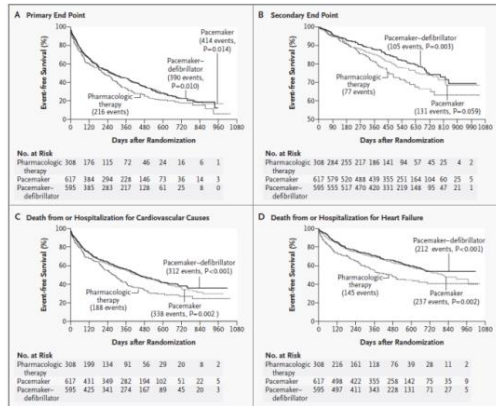 A Primary End Point
Event-free Survival (%)
100
80
60
40
20
0
Pacemaker
(414 events,
P=0.014)
Pacemaker–
defibrillator
(390 events,
P=0.010)
Pharmacologic
therapy
(216 events)
0 120 240 360 480 600 720 840 960 1080
Days after Randomization
No. at Risk
Pharmacologic therapy 308 176 115 72 46 24 16 6 1
Pacemaker 617 384 294 228 146 73 36 14 3
Pacemaker–defibrillator 595 385 283 217 128 61 25 8 0
B Secondary End Point
Event-free Survival (%)
100
90
80
70
60
50
Pacemaker–defibrillator
(105 events, P=0.003)
Pharmacologic
therapy
(77 events)
Pacemaker
(131 events, P=0.059)
0 90 180 270 360 450 540 630 720 810 900 990 1080
Days after Randomization
No. at Risk
Pharmacologic therapy 308 284 255 217 186 141 94 57 45 25 4 2
Pacemaker 617 579 520 488 439 355 251 164 104 60 25 5
Pacemaker–defibrillator 595 555 517 470 420 331 219 148 95 47 21 1
C Death from or Hospitalization for Cardiovascular Causes
Event-free Survival (%)
100
80
60
40
20
0
Pacemaker–defibrillator
(312 events, P<0.001)
Pharmacologic
therapy
(188 events)
Pacemaker
(338 events, P=0.002 )
0 120 240 360 480 600 720 840 960 1080
Days after Randomization
No. at Risk
Pharmacologic therapy 308 199 134 91 56 29 20 8 2
Pacemaker 617 431 349 282 194 102 51 22 5
Pacemaker–defibrillator 595 425 341 274 167 89 45 20 3
D Death from or Hospitalization for Heart Failure
Event-free Survival (%)
100
80
60
40
20
0
Pacemaker–defibrillator
(212 events, P<0.001)
Pharmacologic
therapy
(145 events)
Pacemaker
(237 events, P=0.002)
0 120 240 360 480 600 720 840 960 1080
Days after Randomization
No. at Risk
Pharmacologic therapy 308 216 161 118 76 39 28 11 2
Pacemaker 617 498 422 355 258 142 75 35 9
Pacemaker–defibrillator 595 497 411 343 228 131 71 27 5